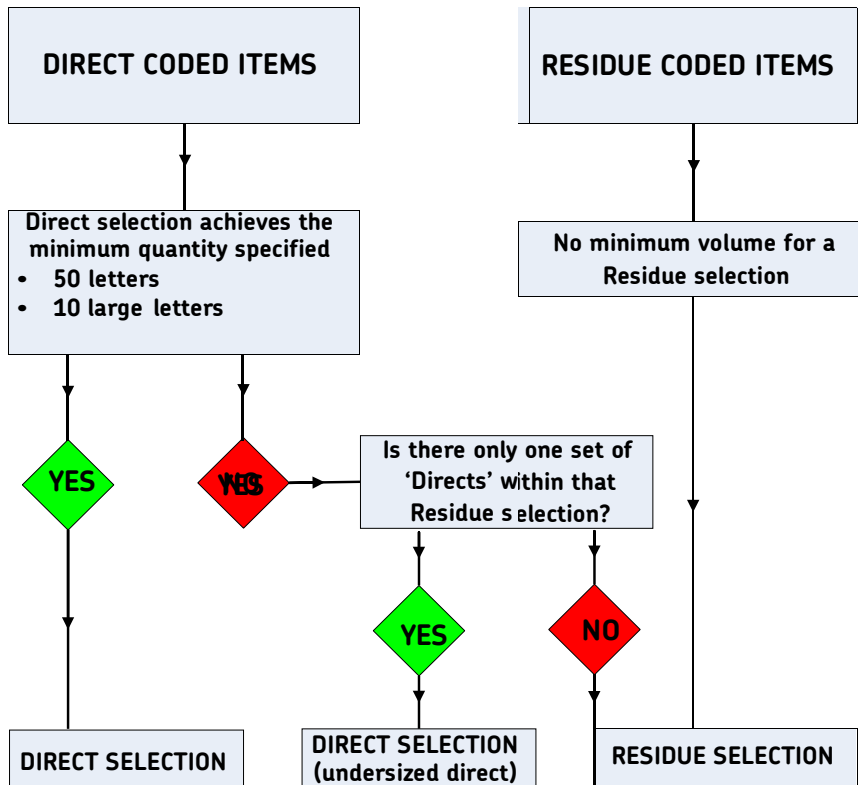 DIRECT CODED ITEMS
RESIDUE CODED ITEMS
Direct selection achieves the
minimum quantity specified
• 50 letters
• 10 large letters
No minimum volume for a
Residue selection
YES
Is there only one set of
‘Directs’ within that
Residue selection?
YES
NO
DIRECT SELECTION
DIRECT SELECTION
(undersized direct)
RESIDUE SELECTION